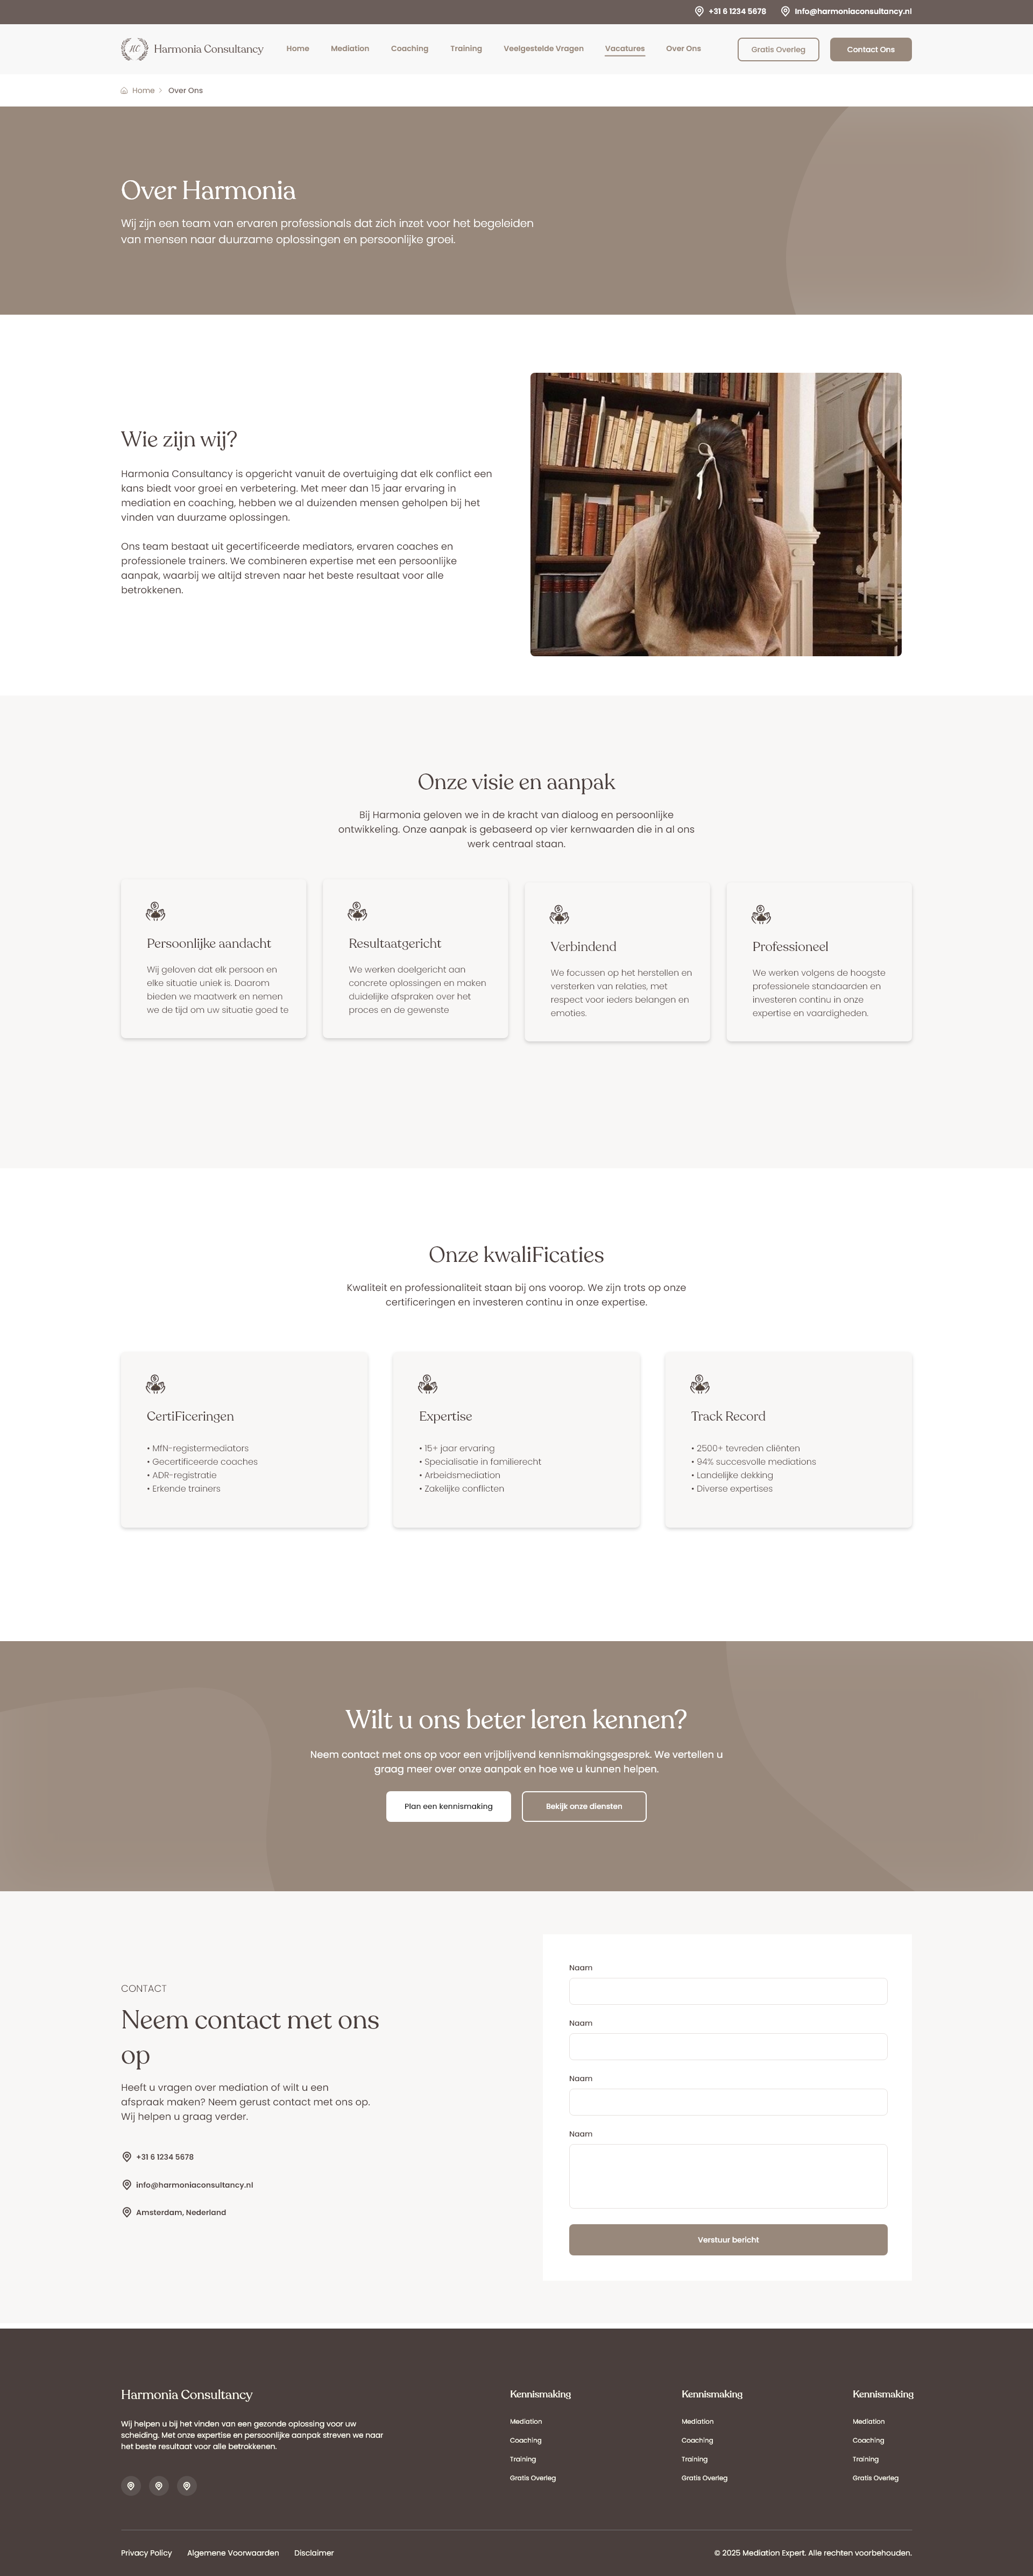 +31 6 1234 5678
Info@harmoniaconsultancy.nl
HC
Harmonia Consultancy
Home
Mediation
Coaching
Training
Veelgestelde Vragen
Vacatures
Over Ons
Gratis Overleg
Contact Ons
Home
Over Ons
Over Harmonia
Wij zijn een team van ervaren professionals dat zich inzet voor het begeleiden
van mensen naar duurzame oplossingen en persoonlijke groei.
Wie zijn wij?
Harmonia Consultancy is opgericht vanuit de overtuiging dat elk conflict een
kans biedt voor groei en verbetering. Met meer dan 15 jaar ervaring in
mediation en coaching, hebben we al duizenden mensen geholpen bij het
vinden van duurzame oplossingen.
Ons team bestaat uit gecertificeerde mediators, ervaren coaches en
professionele trainers. We combineren expertise met een persoonlijke
aanpak, waarbij we altijd streven naar het beste resultaat voor alle
betrokkenen.
Onze visie en aanpak
Bij Harmonia geloven we in de kracht van dialoog en persoonlijke
ontwikkeling. Onze aanpak is gebaseerd op vier kernwaarden die in al ons
werk centraal staan.
Persoonlijke aandacht
Wij geloven dat elk persoon en
elke situatie uniek is. Daarom
bieden we maatwerk en nemen
we de tijd om uw situatie goed te
Resultaatgericht
We werken doelgericht aan
concrete oplossingen en maken
duidelijke afspraken over het
proces en de gewenste
Verbindend
We focussen op het herstellen en
versterken van relaties, met
respect voor ieders belangen en
emoties.
Professioneel
We werken volgens de hoogste
professionele standaarden en
investeren continu in onze
expertise en vaardigheden.
Onze kwaliFicaties
Kwaliteit en professionaliteit staan bij ons voorop. We zijn trots op onze
certificeringen en investeren continu in onze expertise.
CertiFiceringen
• MfN-registermediators
• Gecertificeerde coaches
• ADR-registratie
• Erkende trainers
Expertise
• 15+ jaar ervaring
• Specialisatie in familierecht
• Arbeidsmediation
• Zakelijke conflicten
Track Record
• 2500+ tevreden cliënten
• 94% succesvolle mediations
• Landelijke dekking
• Diverse expertises
Wilt u ons beter leren kennen?
Neem contact met ons op voor een vrijblijvend kennismakingsgesprek. We vertellen u
graag meer over onze aanpak en hoe we u kunnen helpen.
Plan een kennismaking
Bekijk onze diensten
CONTACT
Neem contact met ons
op
Heeft u vragen over mediation of wilt u een
afspraak maken? Neem gerust contact met ons op.
Wij helpen u graag verder.
+31 6 1234 5678
info@harmoniaconsultancy.nl
Amsterdam, Nederland
Naam
Naam
Naam
Naam
Verstuur bericht
Harmonia Consultancy
Wij helpen u bij het vinden van een gezonde oplossing voor uw
scheiding. Met onze expertise en persoonlijke aanpak streven we naar
het beste resultaat voor alle betrokkenen.
Kennismaking
Mediation
Coaching
Training
Gratis Overleg
Kennismaking
Mediation
Coaching
Training
Gratis Overleg
Kennismaking
Mediation
Coaching
Training
Gratis Overleg
Privacy Policy
Algemene Voorwaarden
Disclaimer
© 2025 Mediation Expert. Alle rechten voorbehouden.